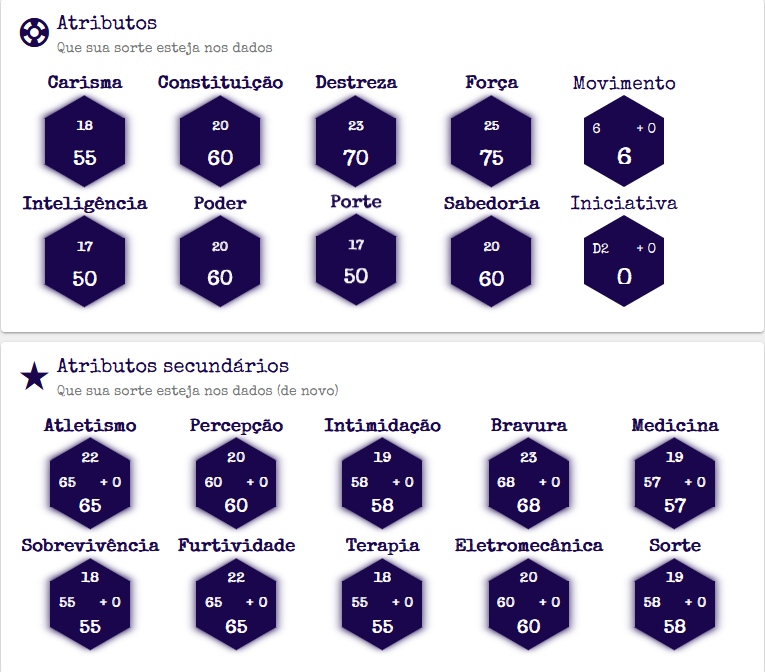 Atributos
Que sua sorte esteja nos dados
Carisma Constituição Destreza Força Movimento
18 20 23 25 6 + 0
55 60 70 75 6
Inteligência Poder Porte Sabedoria Iniciativa
17 20 17 20 D2 + 0
50 60 50 60 0
Atributos secundários
Que sua sorte esteja nos dados (de novo)
Atletismo Percepção Intimidação Bravura Medicina
22 20 19 23 19
65 + 0 60 + 0 58 + 0 68 + 0 57 + 0
65 60 58 68 57
Sobrevivência Furtividade Terapia Eletromecânica Sorte
18 22 18 20 19
55 + 0 65 + 0 55 + 0 60 + 0 58 + 0
55 65 55 60 58